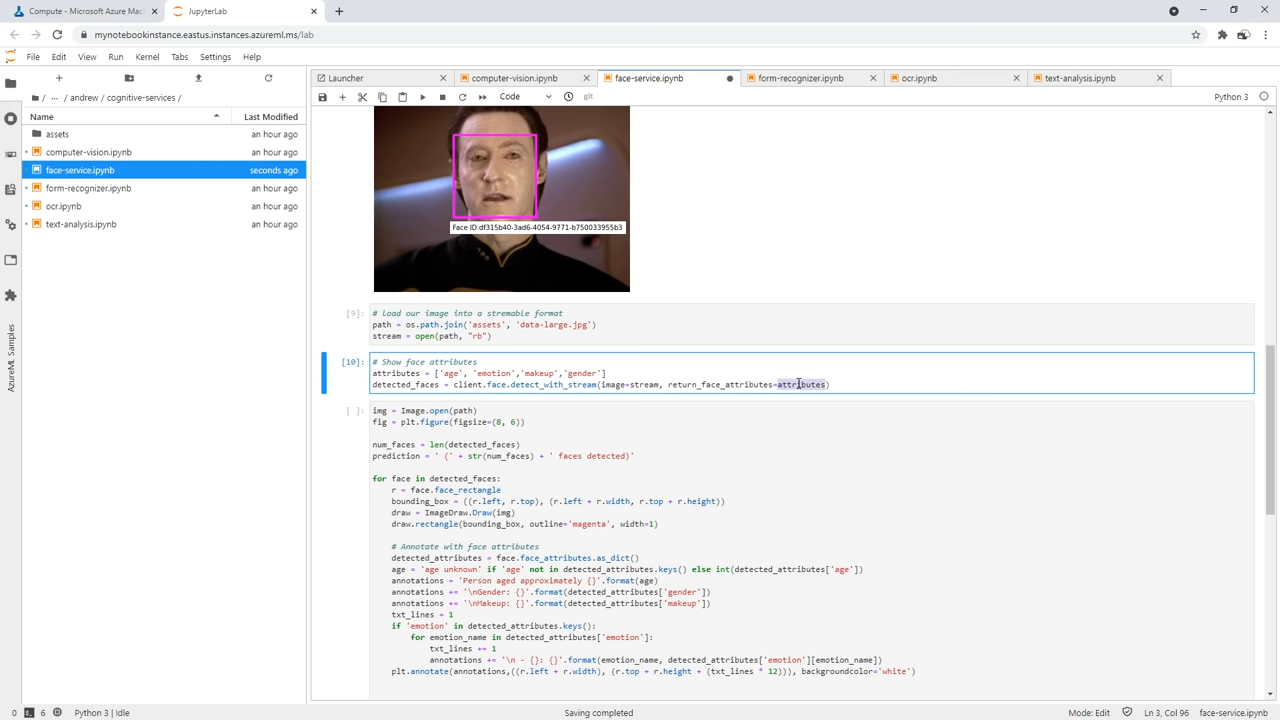 Compute - Microsoft Azure Mac
JupyterLab
mynotebookinstance.eastus.instances.azureml.ms/lab
File Edit View Run Kernel Tabs Settings Help
/ ... / andrew / cognitive-services /
Name Last Modified
assets an hour ago
computer-vision.ipynb an hour ago
face-service.ipynb seconds ago
form-recognizer.ipynb an hour ago
ocr.ipynb an hour ago
text-analysis.ipynb an hour ago
AzureML Samples
Launcher computer-vision.ipynb face-service.ipynb form-recognizer.ipynb ocr.ipynb text-analysis.ipynb
Code git Python 3
Face ID:df315b40-3ad6-4054-9771-b750033955b3
[9]: # load our image into a stremable format
path = os.path.join('assets', 'data-large.jpg')
stream = open(path, "rb")
[10]: # Show face attributes
attributes = ['age', 'emotion','makeup','gender']
detected_faces = client.face.detect_with_stream(image=stream, return_face_attributes=attributes)
[ ]: img = Image.open(path)
fig = plt.figure(figsize=(8, 6))
num_faces = len(detected_faces)
prediction = ' (' + str(num_faces) + ' faces detected)'
for face in detected_faces:
r = face.face_rectangle
bounding_box = ((r.left, r.top), (r.left + r.width, r.top + r.height))
draw = ImageDraw.Draw(img)
draw.rectangle(bounding_box, outline='magenta', width=1)
# Annotate with face attributes
detected_attributes = face.face_attributes.as_dict()
age = 'age unknown' if 'age' not in detected_attributes.keys() else int(detected_attributes['age'])
annotations = 'Person aged approximately {}'.format(age)
annotations += '\nGender: {}'.format(detected_attributes['gender'])
annotations += '\nMakeup: {}'.format(detected_attributes['makeup'])
txt_lines = 1
if 'emotion' in detected_attributes.keys():
for emotion_name in detected_attributes['emotion']:
txt_lines += 1
annotations += '\n - {}: {}'.format(emotion_name, detected_attributes['emotion'][emotion_name])
plt.annotate(annotations,((r.left + r.width), (r.top + r.height + (txt_lines * 12))), backgroundcolor='white')
0 6 Python 3 | Idle Saving completed Mode: Edit Ln 3, Col 96 face-service.ipynb